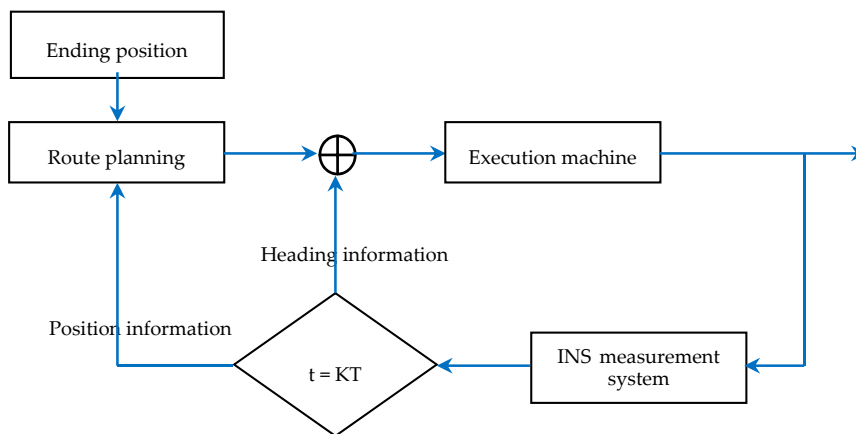 Ending position
Route planning
Execution machine
Heading information
Position information
t = KT
INS measurement
system